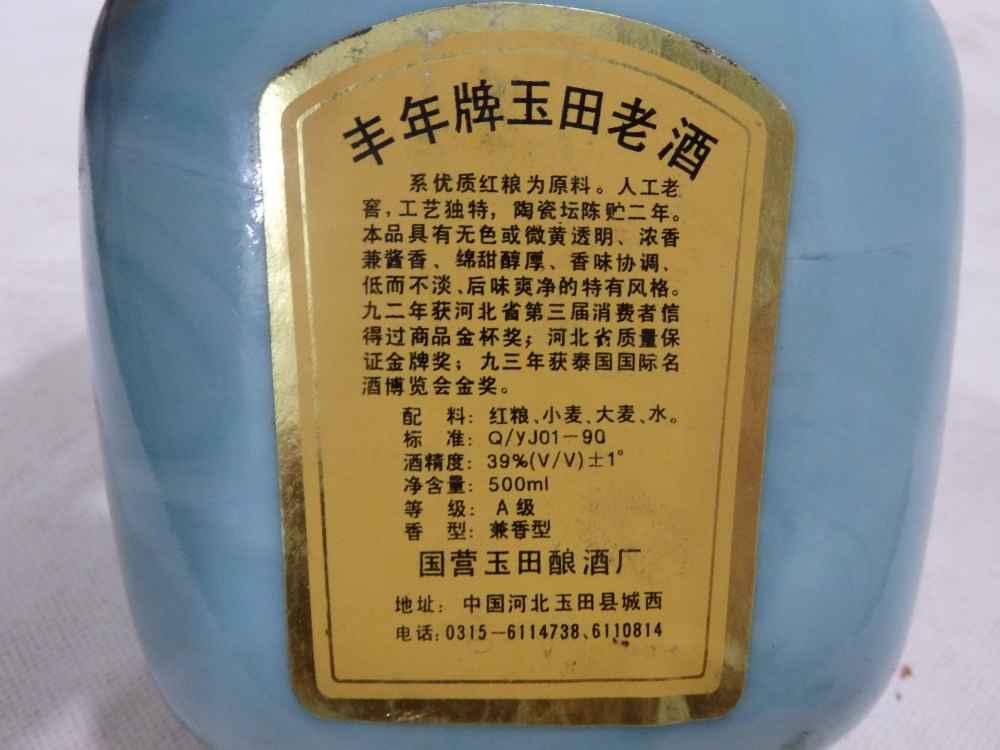 丰年牌玉田老酒
系优质红粮为原料。人工老
窖，工艺独特，陶瓷坛陈贮二年。
本品具有无色或微黄透明、浓香
兼酱香、绵甜醇厚、香味协调、
低而不淡、后味爽净的特有风格。
九二年获河北省第三届消费者信
得过商品金杯奖；河北省质量保
证金牌奖；九三年获泰国国际名
酒博览会金奖。
配 料：红粮、小麦、大麦、水。
标 准：Q/YJ01－90
酒精度：39%(V/V)±1°
净含量：500ml
等 级：A级
香 型：兼香型
国营玉田酿酒厂
地址：中国河北玉田县城西
电话：0315－6114738、6110814